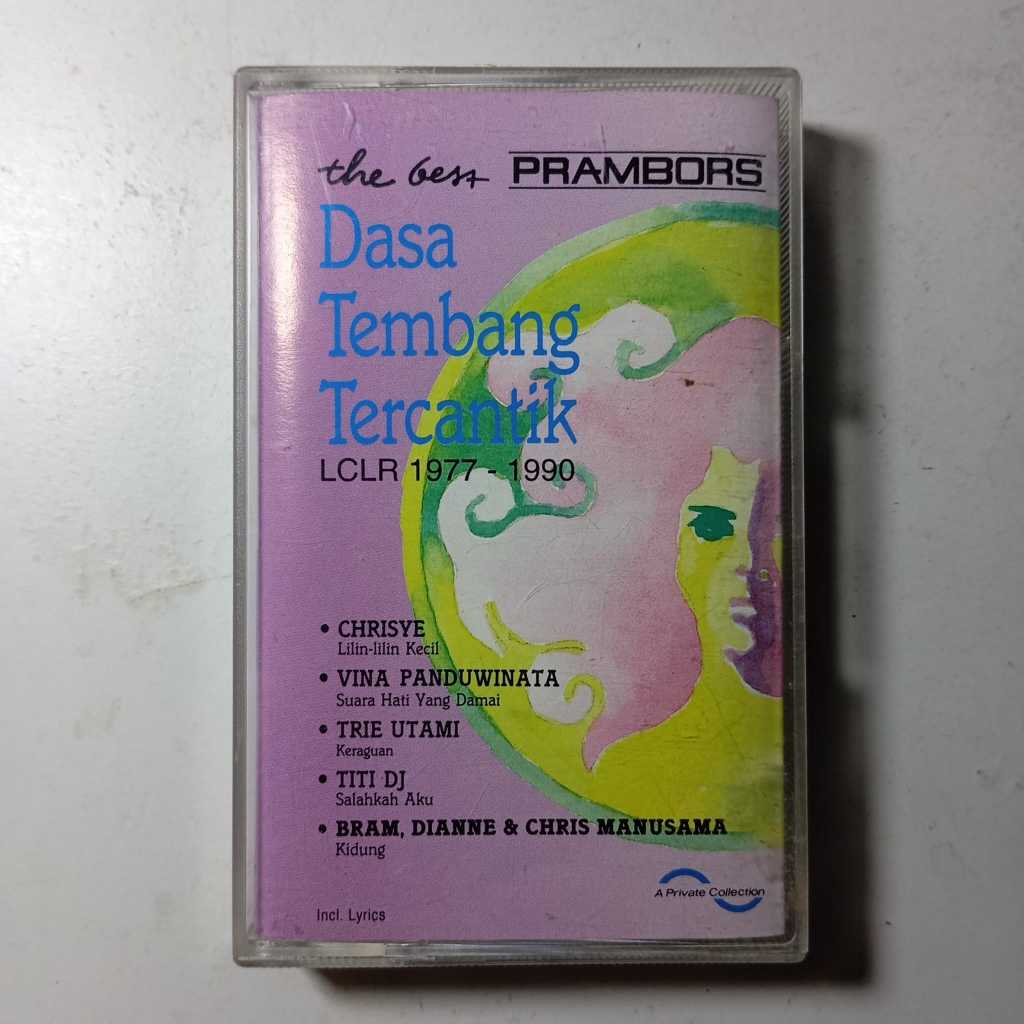 the best PRAMBORS
Dasa
Tembang
Tercantik
LCLR 1977 - 1990
• CHRISYE
Lilin-lilin Kecil
• VINA PANDUWINATA
Suara Hati Yang Damai
• TRIE UTAMI
Keraguan
• TITI DJ
Salahkah Aku
• BRAM, DIANNE & CHRIS MANUSAMA
Kidung
A Private Collection
Incl. Lyrics